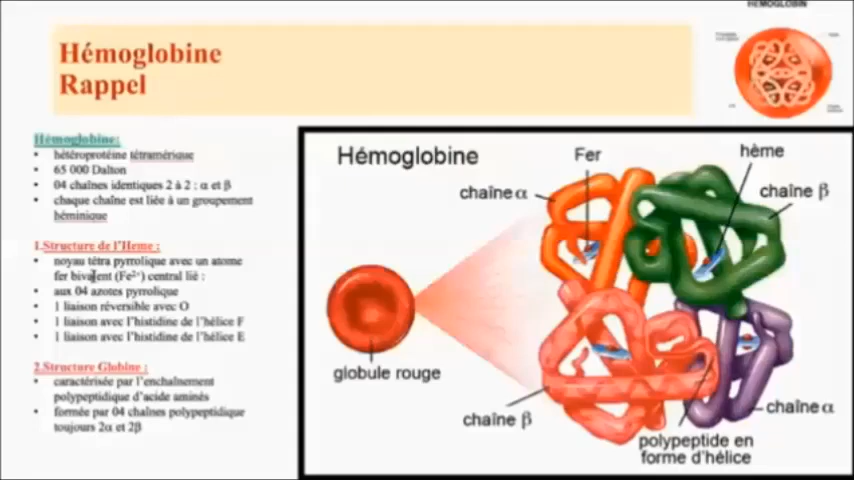 HEMOGLOBIN
Hémoglobine
Rappel
Hémoglobine:
• hétéroprotéine tétramérique
• 65 000 Dalton
• 04 chaînes identiques 2 à 2 : α et β
• chaque chaîne est liée à un groupement
héminique
1.Structure de l'Heme :
• noyau tétra pyrrolique avec un atome
fer bivalent (Fe²⁺) central lié :
• aux 04 azotes pyrrolique
• 1 liaison réversible avec O
• 1 liaison avec l'histidine de l'hélice F
• 1 liaison avec l'histidine de l'hélice E
2.Structure Globine :
• caractérisée par l'enchaînement
polypeptidique d'acide aminés
• formée par 04 chaînes polypeptidique
toujours 2α et 2β
Hémoglobine
Fer
hème
chaîne α
chaîne β
globule rouge
chaîne β
chaîne α
polypeptide en
forme d'hélice